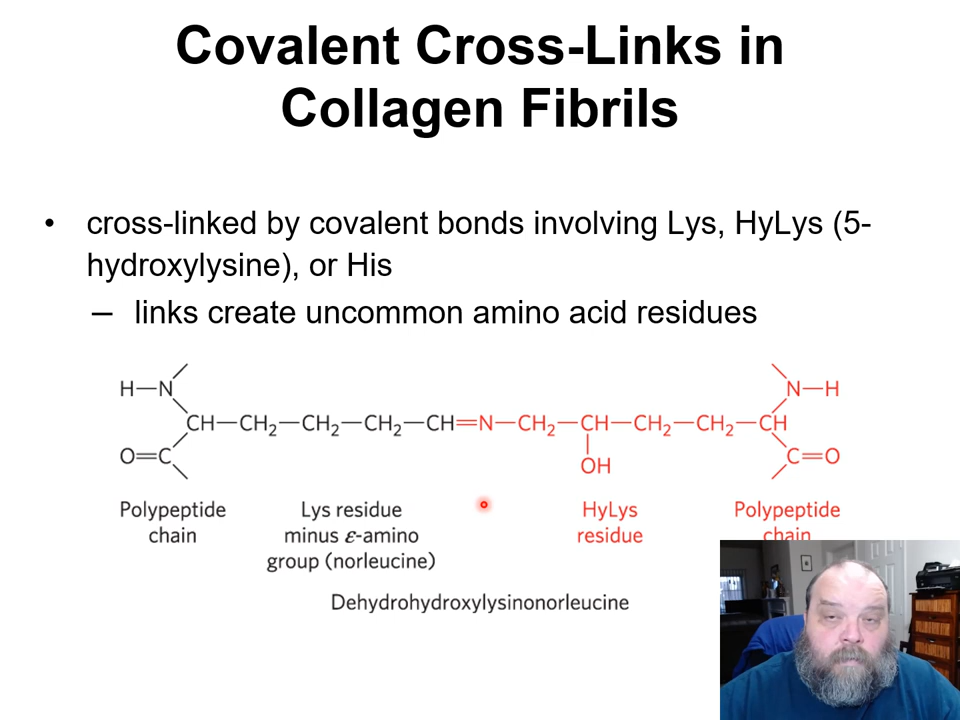 Covalent Cross-Links in
Collagen Fibrils
• cross-linked by covalent bonds involving Lys, HyLys (5-
hydroxylysine), or His
– links create uncommon amino acid residues
H—N N—H
CH—CH₂—CH₂—CH₂—CH=N—CH₂—CH—CH₂—CH₂—CH
O=C OH C=O
Polypeptide Lys residue HyLys Polypeptide
chain minus ε-amino residue chain
group (norleucine)
Dehydrohydroxylysinonorleucine